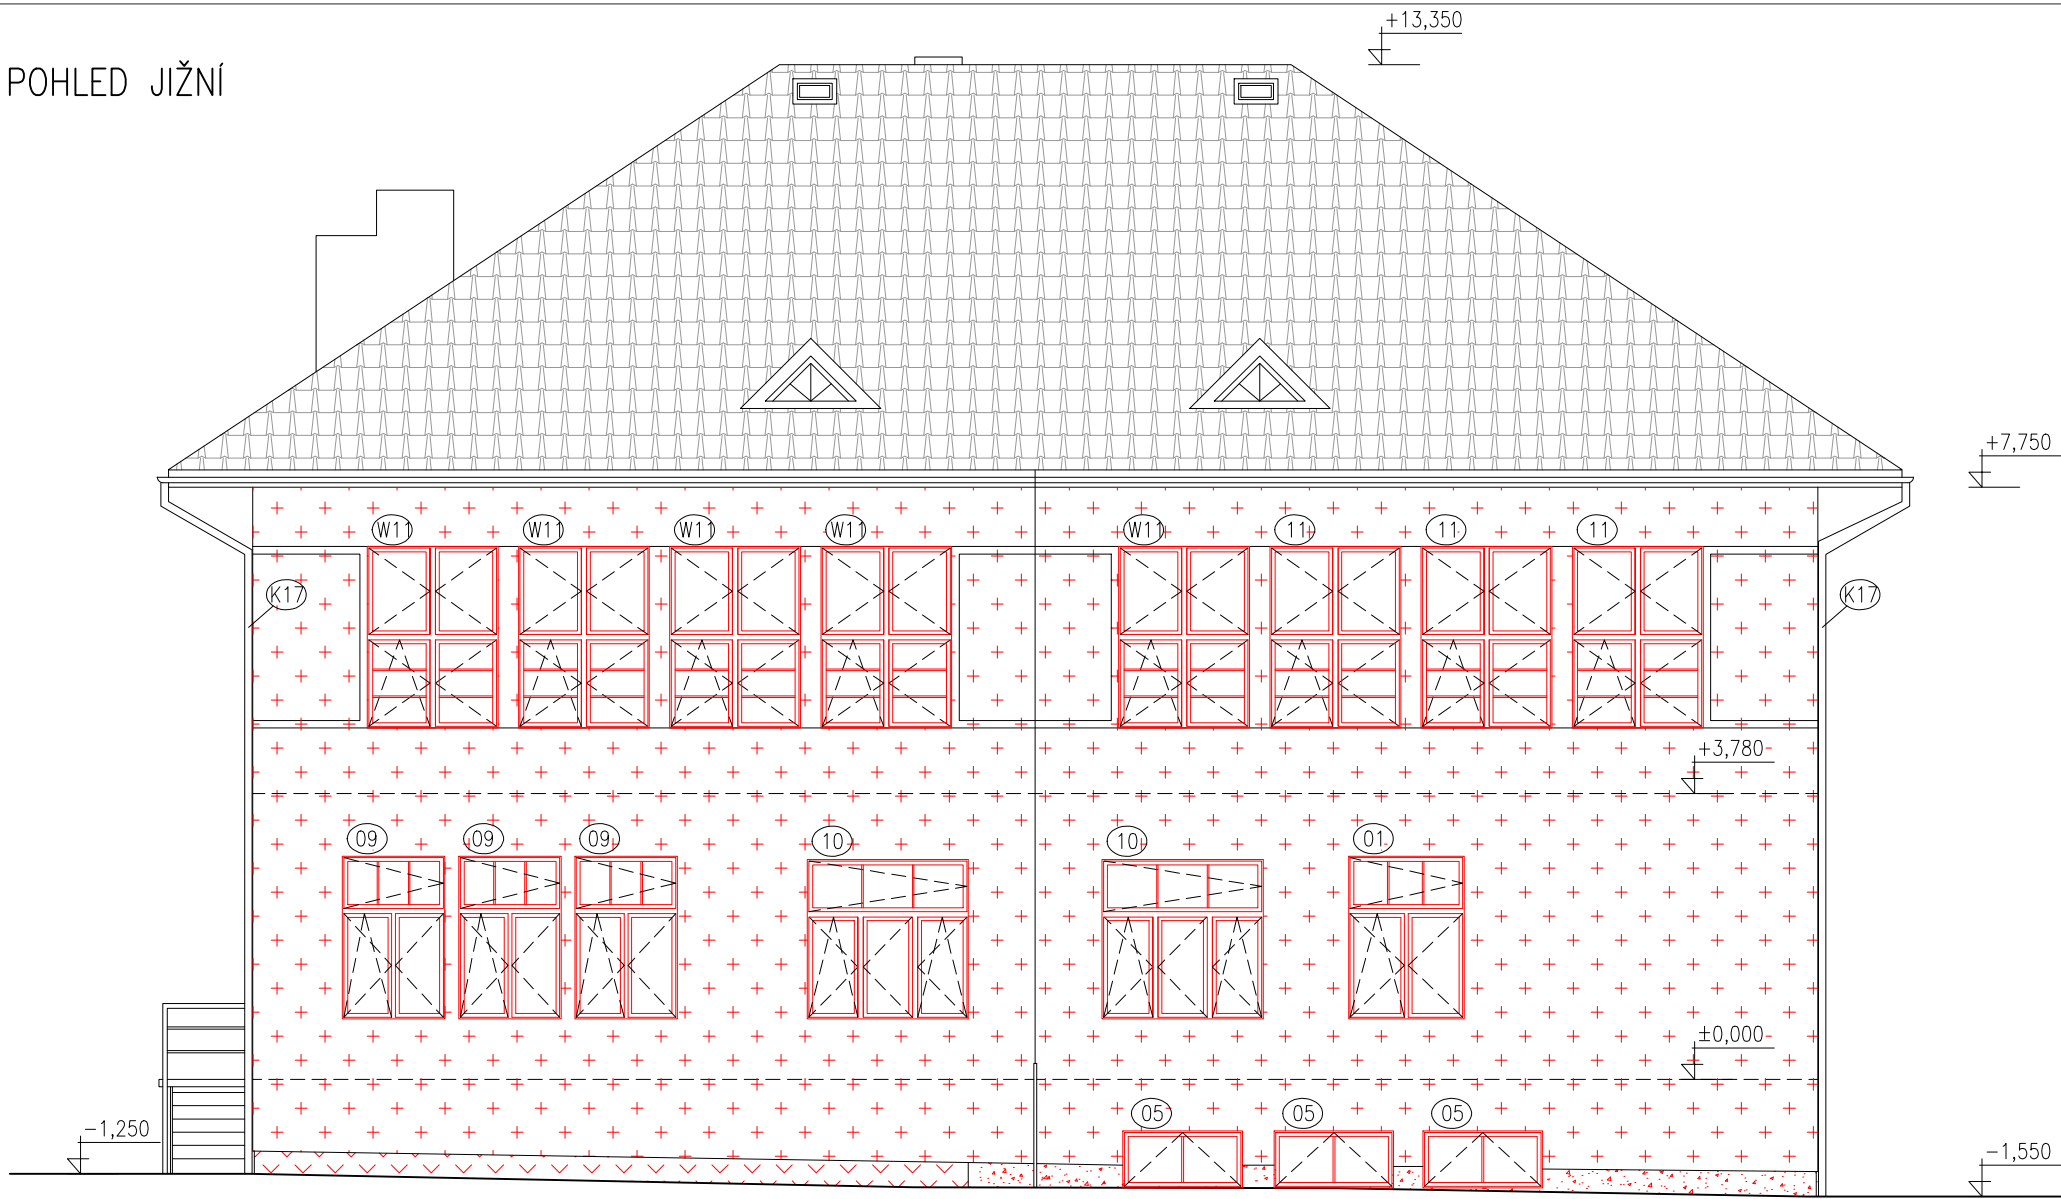 +13,350
POHLED JIŽNÍ
+7,750
W11 W11 W11 W11 W11 11 11 11
K17 K17
+3,780
09 09 09 10 10 01
±0,000
05 05 05
-1,250
-1,550